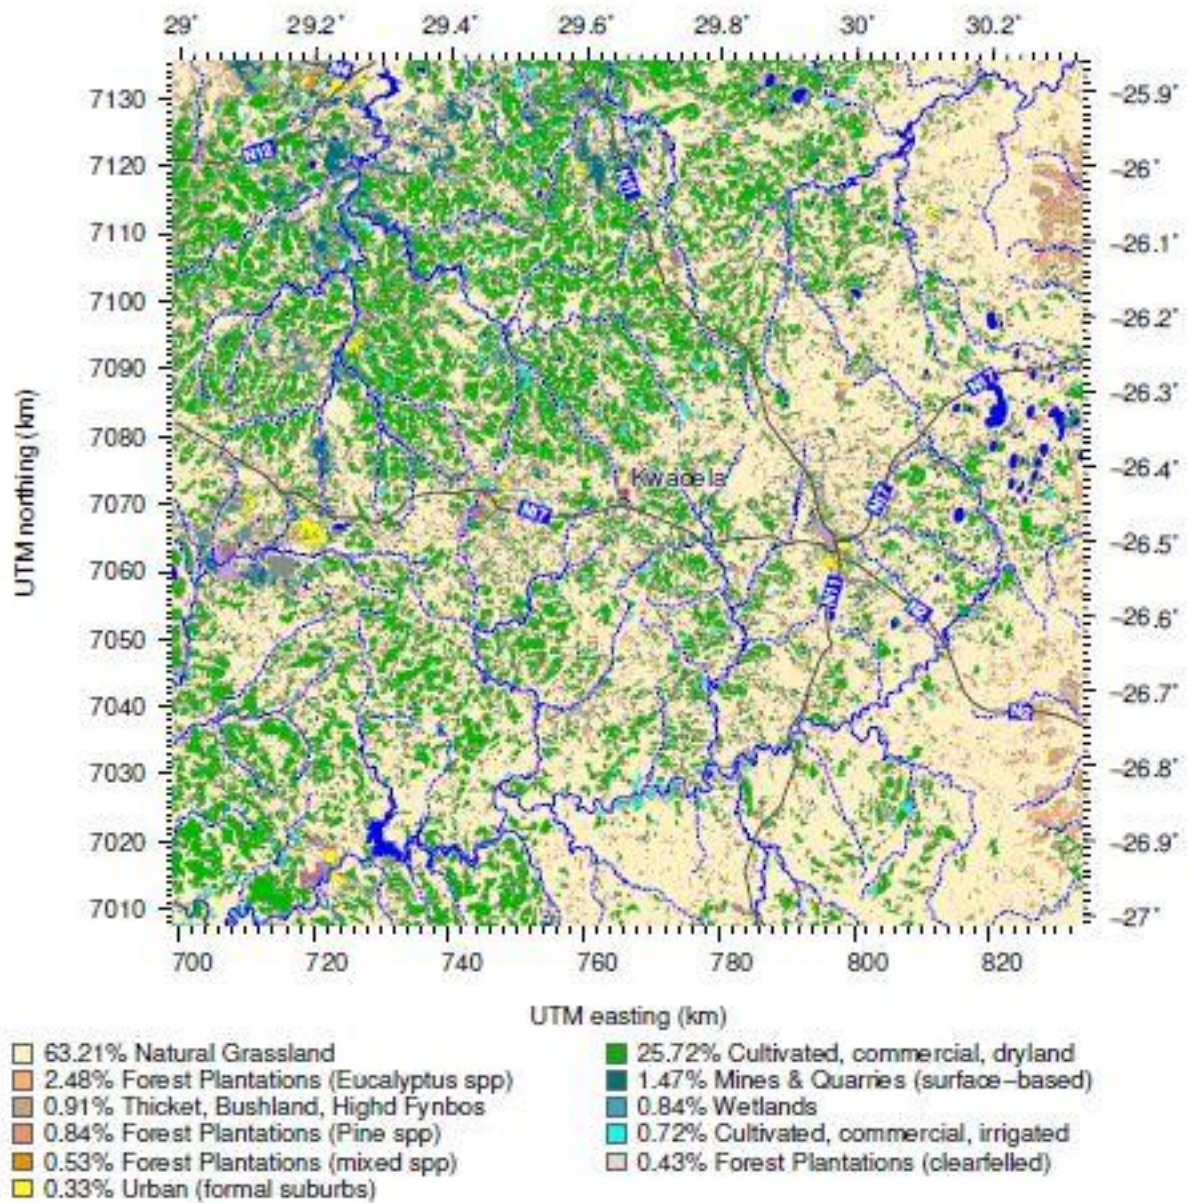 29° 29.2° 29.4° 29.6° 29.8° 30° 30.2°
7130
7120
7110
7100
7090
7080
7070
7060
7050
7040
7030
7020
7010
−25.9°
−26°
−26.1°
−26.2°
−26.3°
−26.4°
−26.5°
−26.6°
−26.7°
−26.8°
−26.9°
−27°
UTM northing (km)
N4
N12
N11
N17
Kwadela
N17
N17
N11
N2
N2
700 720 740 760 780 800 820
UTM easting (km)
63.21% Natural Grassland
2.48% Forest Plantations (Eucalyptus spp)
0.91% Thicket, Bushland, Highd Fynbos
0.84% Forest Plantations (Pine spp)
0.53% Forest Plantations (mixed spp)
0.33% Urban (formal suburbs)
25.72% Cultivated, commercial, dryland
1.47% Mines & Quarries (surface−based)
0.84% Wetlands
0.72% Cultivated, commercial, irrigated
0.43% Forest Plantations (clearfelled)